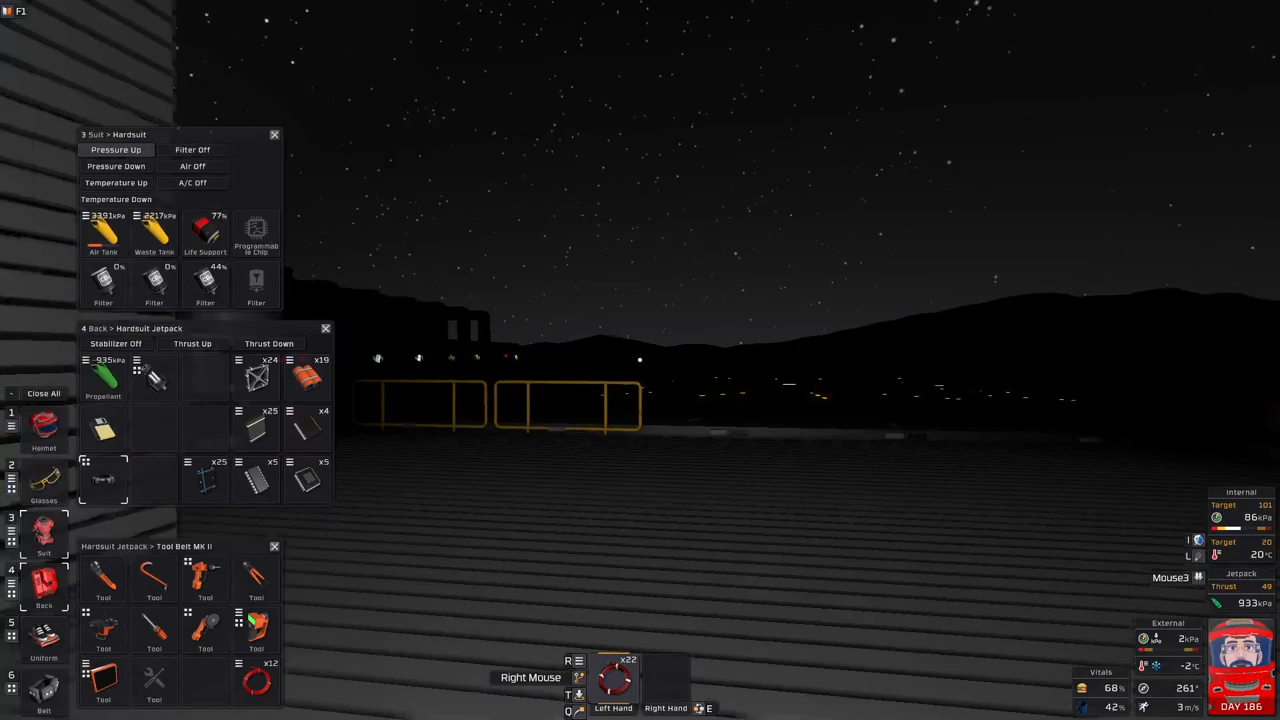 F1
3 Suit > Hardsuit
Pressure Up Filter Off
Pressure Down Air Off
Temperature Up A/C Off
Temperature Down
3391kPa 2217kPa 77%
Air Tank Waste Tank Life Support Programmab
le Chip
0% 0% 44%
Filter Filter Filter Filter
4 Back > Hardsuit Jetpack
Stabilizer Off Thrust Up Thrust Down
935kPa x24 x19
Propellant
x25 x4
x25 x5 x5
Close All
1
Helmet
2
Glasses
3
Suit
4
Back
5
Uniform
6
Belt
Hardsuit Jetpack > Tool Belt MK II
Tool Tool Tool Tool
Tool Tool Tool Tool
x12
Tool Tool
R x22
Right Mouse
T
Q Left Hand Right Hand E
Internal
Target 101
86kPa
I Target 20
L 20°C
Mouse3 Jetpack
Thrust 49
933kPa
External
kPa 2kPa
-2°C
Vitals
68% 261°
42% 3m/s
DAY 186